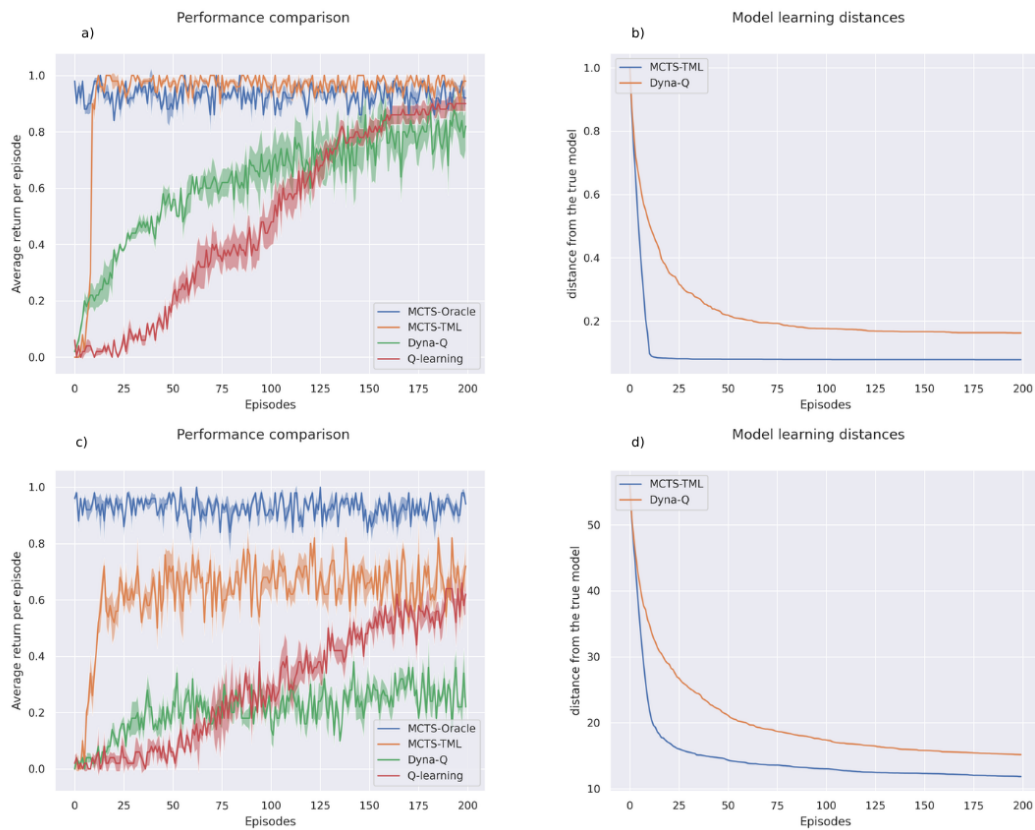 Performance comparison
a)
Average return per episode
1.0
0.8
0.6
0.4
0.2
0.0
MCTS-Oracle
MCTS-TML
Dyna-Q
Q-learning
0 25 50 75 100 125 150 175 200
Episodes
Model learning distances
b)
distance from the true model
1.0
0.8
0.6
0.4
0.2
MCTS-TML
Dyna-Q
0 25 50 75 100 125 150 175 200
Episodes
Performance comparison
c)
Average return per episode
1.0
0.8
0.6
0.4
0.2
0.0
MCTS-Oracle
MCTS-TML
Dyna-Q
Q-learning
0 25 50 75 100 125 150 175 200
Episodes
Model learning distances
d)
distance from the true model
50
40
30
20
10
MCTS-TML
Dyna-Q
0 25 50 75 100 125 150 175 200
Episodes